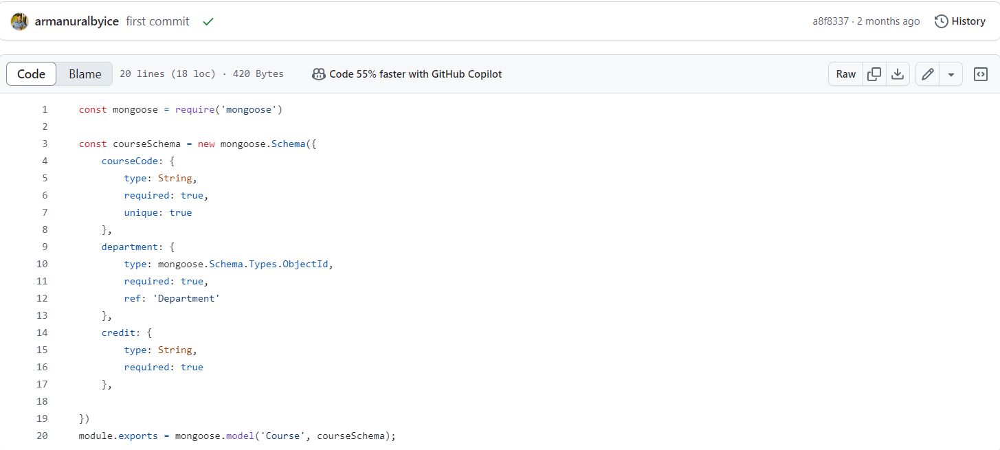 armanuralbyice first commit a8f8337 · 2 months ago History
Code Blame 20 lines (18 loc) · 420 Bytes Code 55% faster with GitHub Copilot Raw
1 const mongoose = require('mongoose')
2
3 const courseSchema = new mongoose.Schema({
4     courseCode: {
5         type: String,
6         required: true,
7         unique: true
8     },
9     department: {
10         type: mongoose.Schema.Types.ObjectId,
11         required: true,
12         ref: 'Department'
13     },
14     credit: {
15         type: String,
16         required: true
17     },
18
19 })
20 module.exports = mongoose.model('Course', courseSchema);